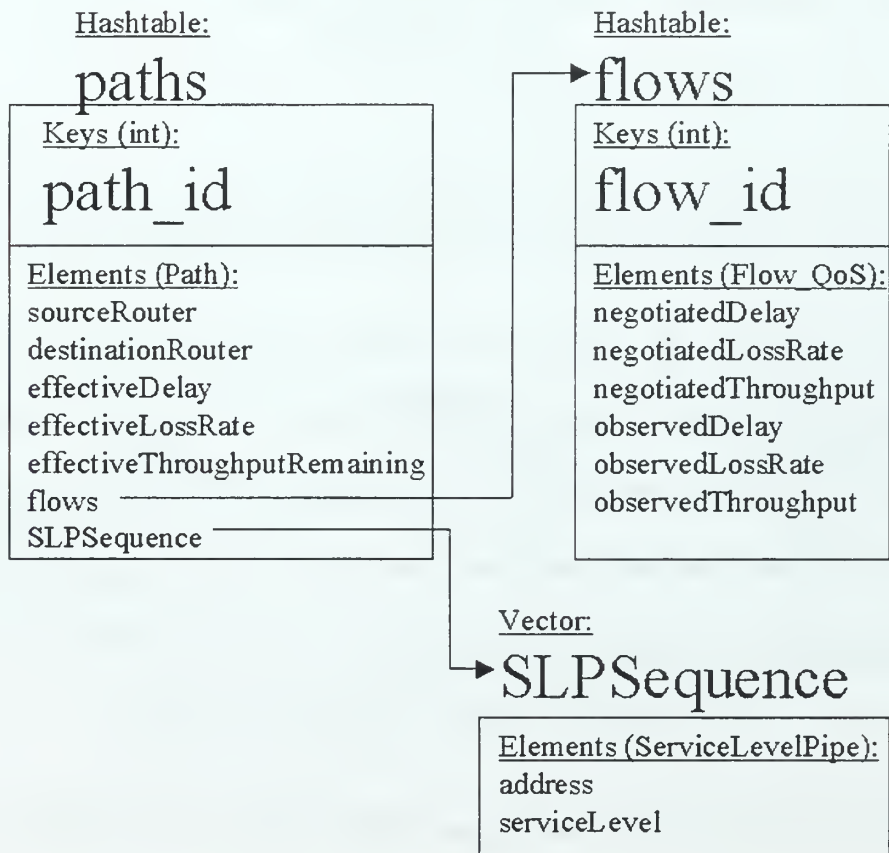 Hashtable:
paths
Keys (int):
path_id
Elements (Path):
sourceRouter
destinationRouter
effectiveDelay
effectiveLossRate
effectiveThroughputRemaining
flows
SLPSequence
Hashtable:
flows
Keys (int):
flow_id
Elements (Flow_QoS):
negotiatedDelay
negotiatedLossRate
negotiatedThroughput
observedDelay
observedLossRate
observedThroughput
Vector:
SLPSequence
Elements (ServiceLevelPipe):
address
serviceLevel